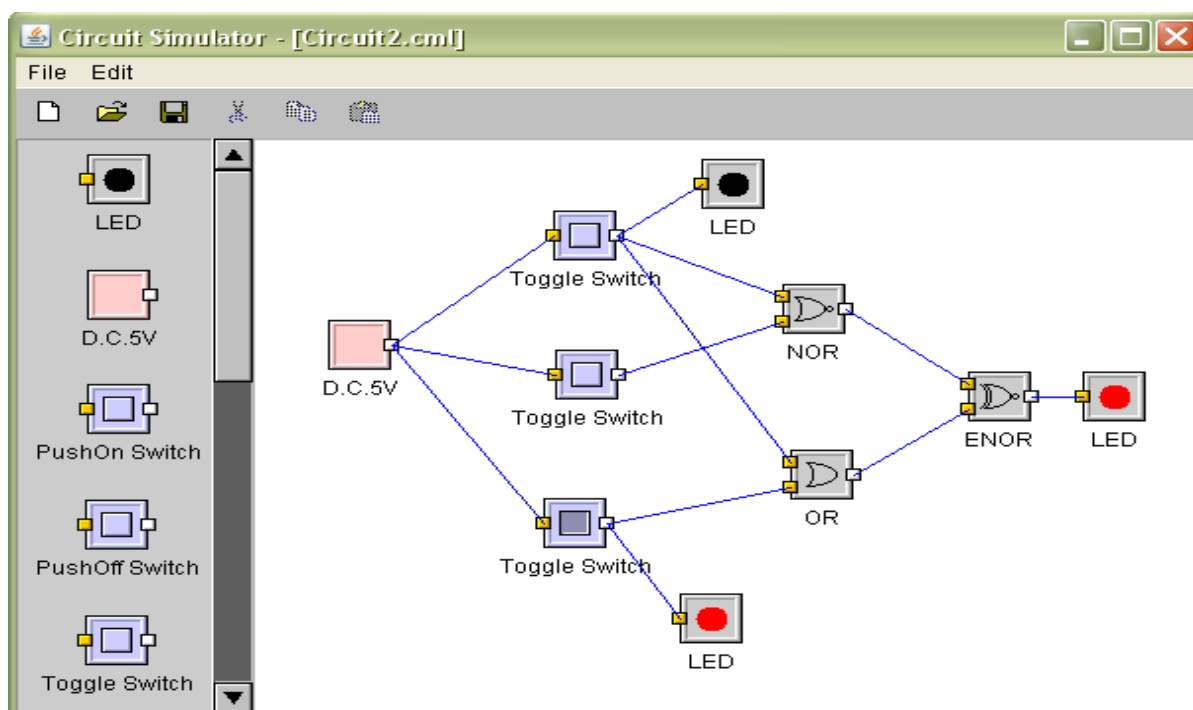 Circuit Simulator - [Circuit2.cml]
File Edit
LED
D.C.5V
PushOn Switch
PushOff Switch
Toggle Switch
LED
Toggle Switch
NOR
D.C.5V
Toggle Switch
ENOR
LED
OR
Toggle Switch
LED